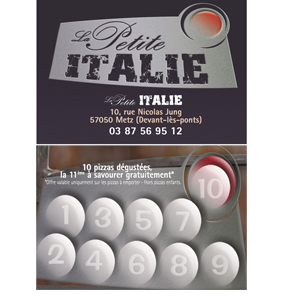 La Petite
ITALIE
La Petite ITALIE
10, rue Nicolas Jung
57050 Metz (Devant-lès-ponts)
03 87 56 95 12
10 pizzas dégustées,
la 11ème à savourer gratuitement*
*Offre valable uniquement sur les pizzas à emporter - Hors pizzas enfants
10
1 3 5 7
2 4 6 8 9